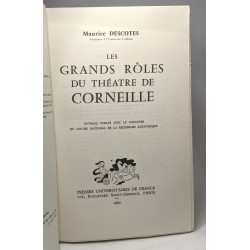 Maurice DESCOTES
LES
GRANDS RÔLES
DU THÉATRE DE
CORNEILLE
OUVRAGE PUBLIÉ AVEC LE CONCOURS
DU CENTRE NATIONAL DE LA RECHERCHE SCIENTIFIQUE
PRESSES UNIVERSITAIRES DE FRANCE
108, BOULEVARD SAINT-GERMAIN, PARIS